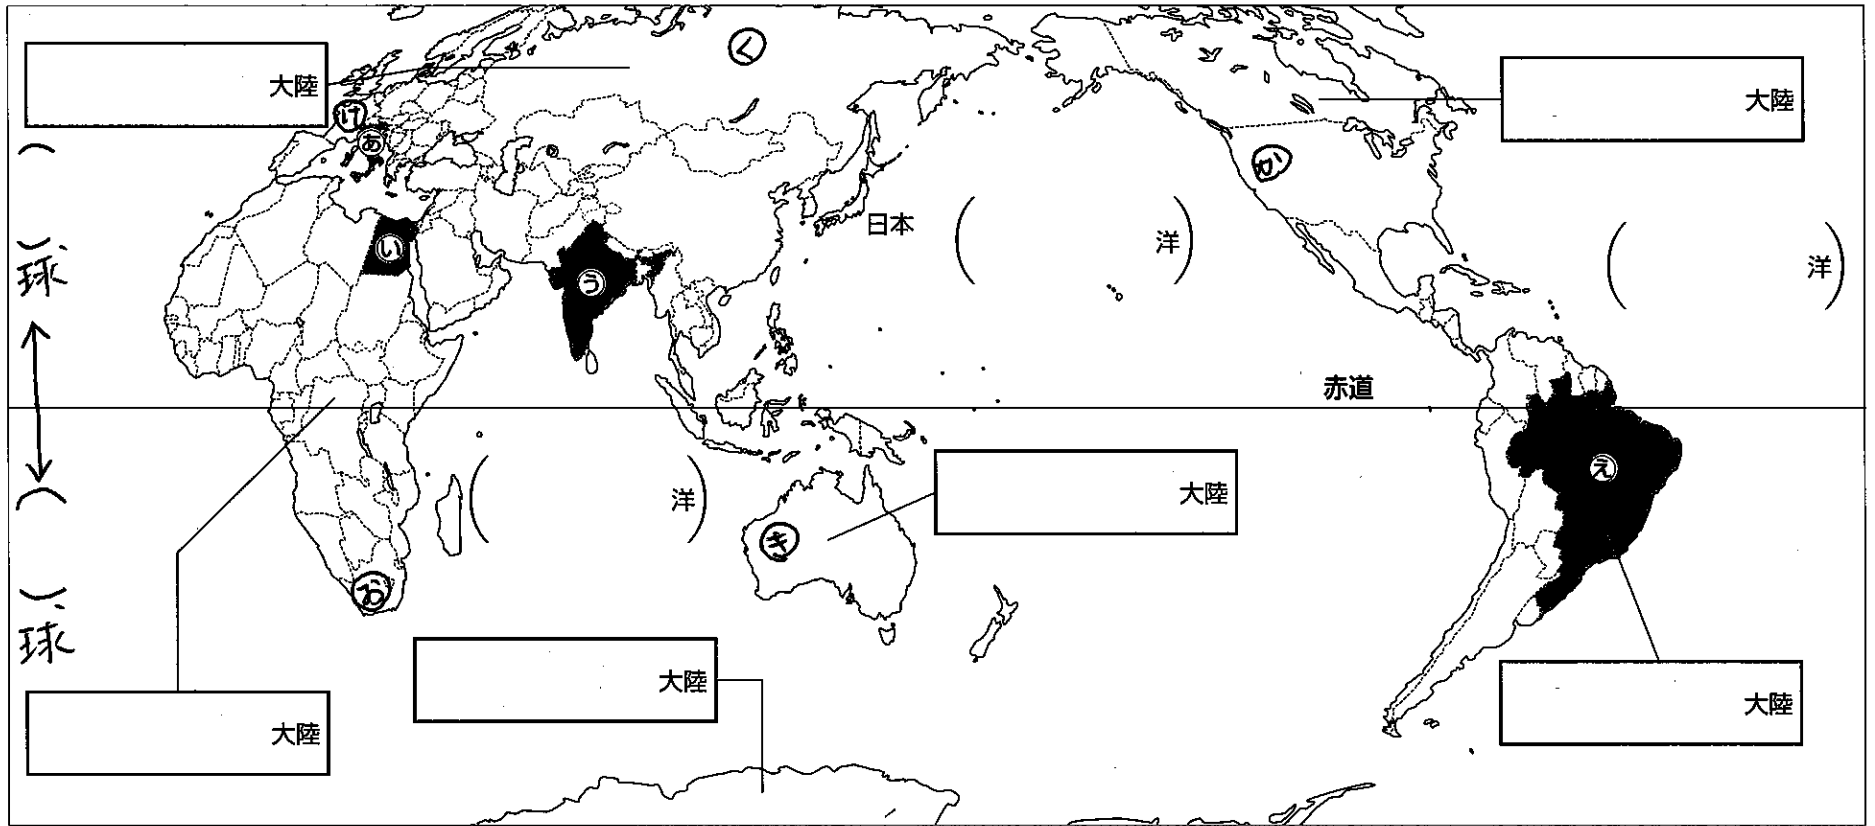 く
大陸
大陸
け
あ
か
( )球
日本
( 洋)
( 洋)
い
う
赤道
え
( 洋)
大陸
き
お
( )球
大陸
大陸
大陸